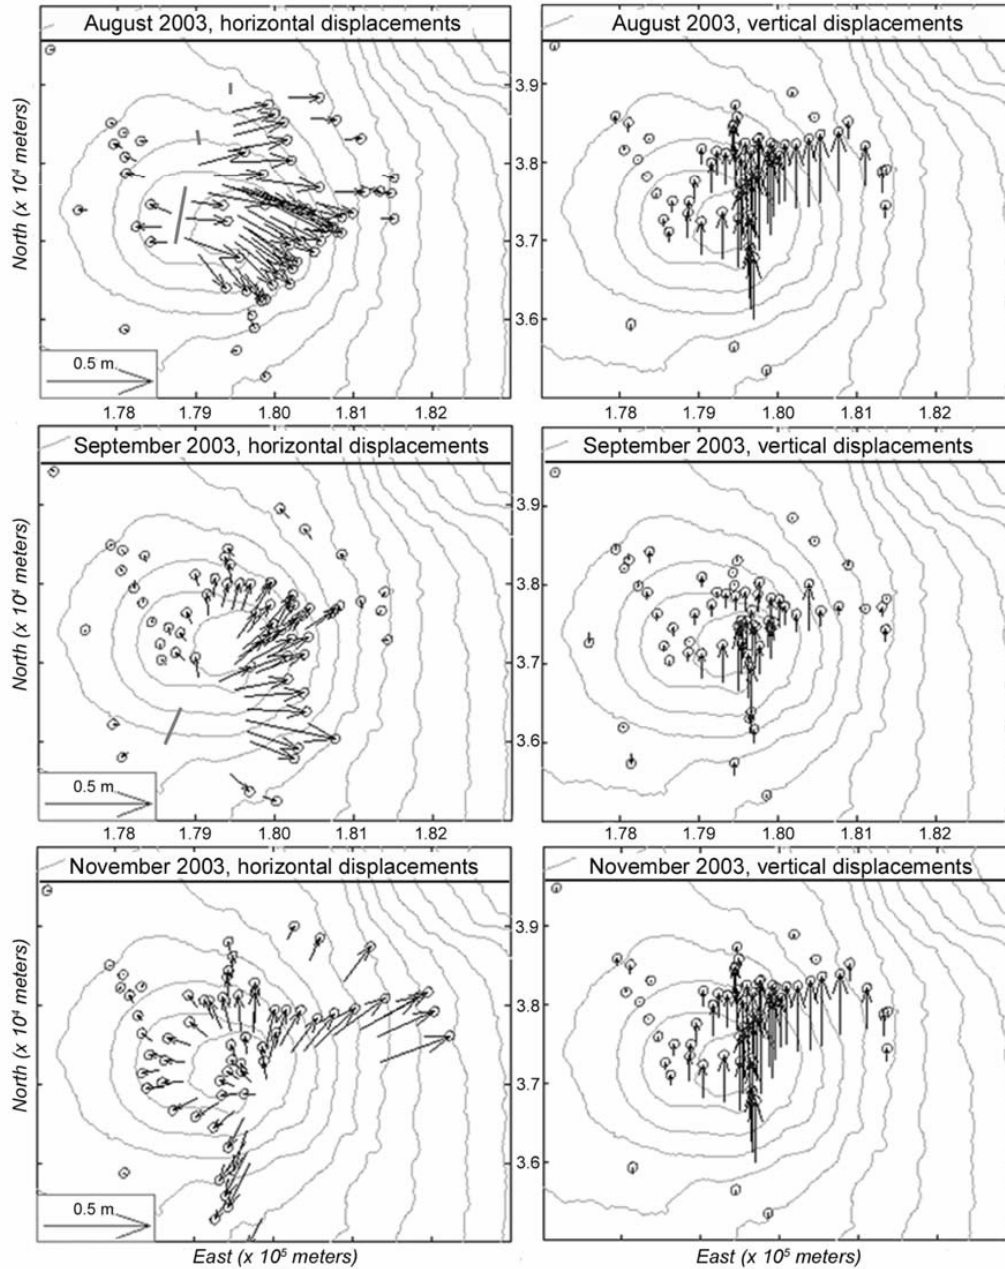 August 2003, horizontal displacements
August 2003, vertical displacements
North (x 10⁴ meters)
3.9
3.8
3.7
3.6
0.5 m
1.78 1.79 1.80 1.81 1.82
1.78 1.79 1.80 1.81 1.82
September 2003, horizontal displacements
September 2003, vertical displacements
North (x 10⁴ meters)
3.9
3.8
3.7
3.6
0.5 m
1.78 1.79 1.80 1.81 1.82
1.78 1.79 1.80 1.81 1.82
November 2003, horizontal displacements
November 2003, vertical displacements
North (x 10⁴ meters)
3.9
3.8
3.7
3.6
0.5 m
East (x 10⁵ meters)
East (x 10⁵ meters)